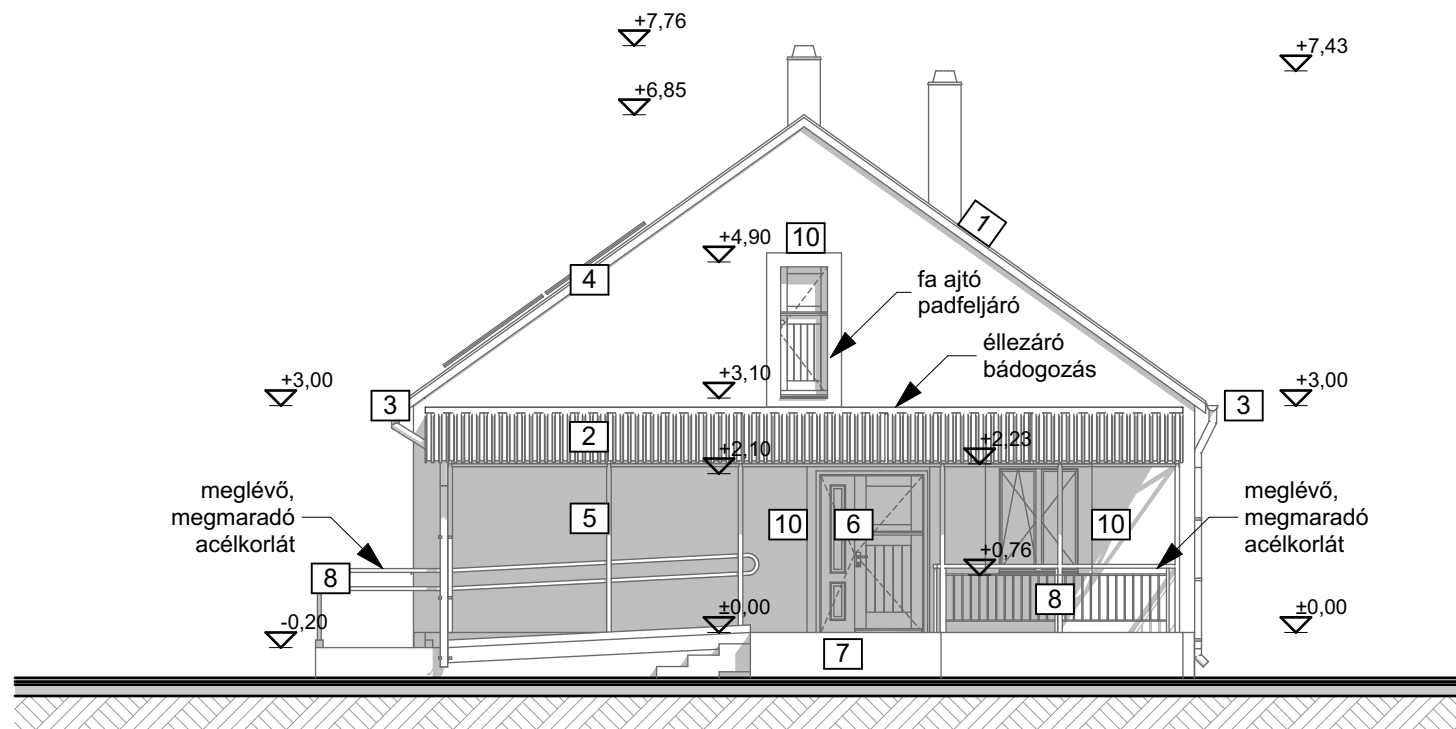 +7,76
+7,43
+6,85
1
+4,90
10
4
fa ajtó
padfeljáró
éllezáró
bádogozás
+3,00
+3,10
+3,00
3
3
2
+2,10
+2,23
meglévő,
megmaradó
acélkorlát
5
10
6
10
meglévő,
megmaradó
acélkorlát
+0,76
8
8
-0,20
±0,00
±0,00
7